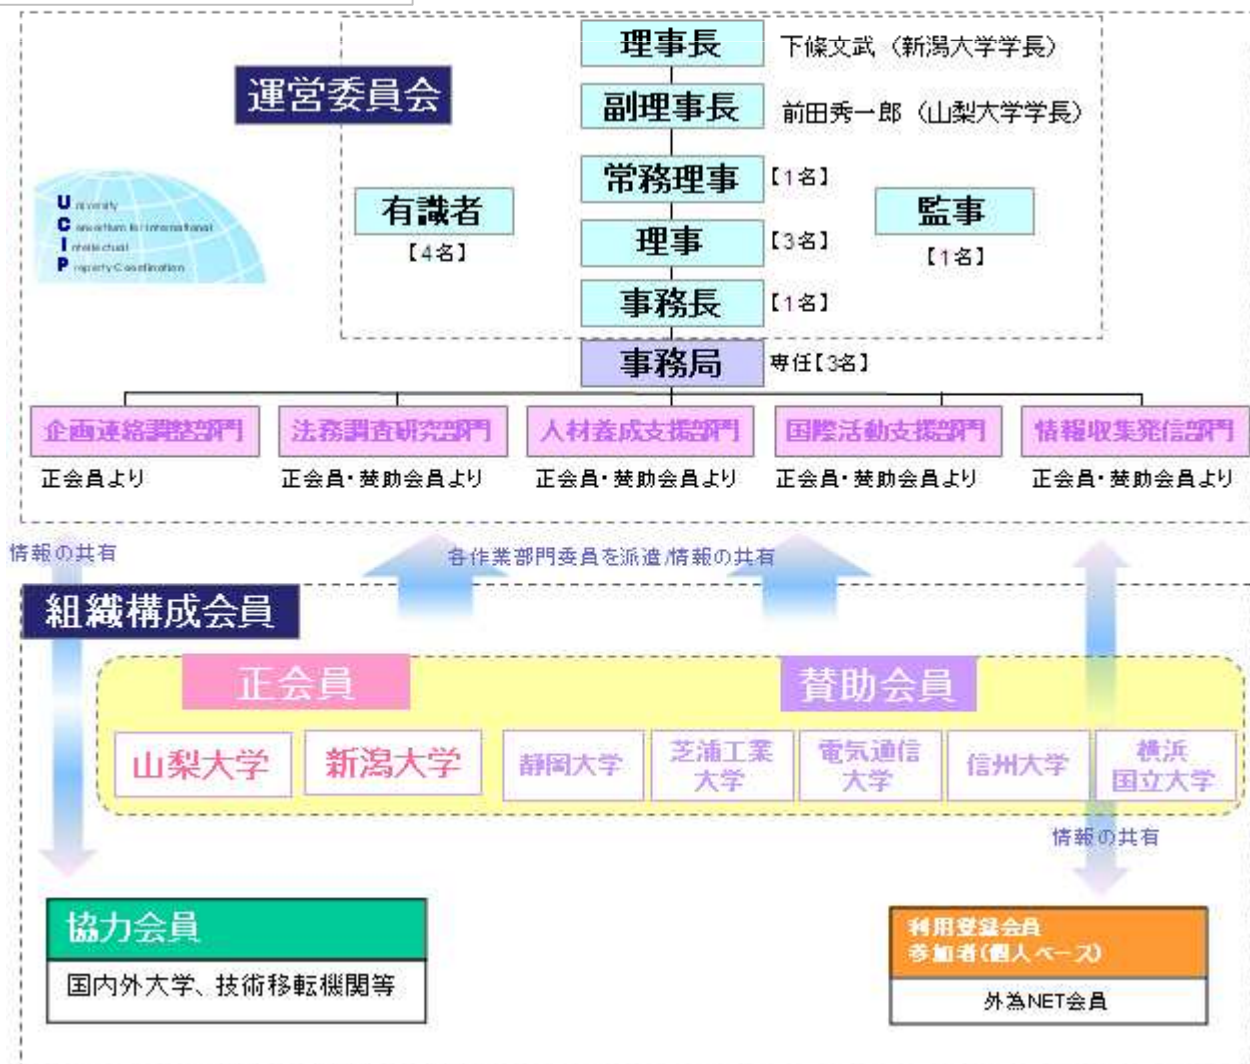 理事長
下條文武（新潟大学学長）
運営委員会
副理事長
前田秀一郎（山梨大学学長）
常務理事
【1名】
有識者
【4名】
理事
【3名】
監事
【1名】
事務長
【1名】
University
Consortium for International
Intellectual
Property Coordination
事務局
専任【3名】
企画連絡調整部門
法務調査研究部門
人材養成支援部門
国際活動支援部門
情報収集発信部門
正会員より
正会員・賛助会員より
正会員・賛助会員より
正会員・賛助会員より
正会員・賛助会員より
情報の共有
各作業部門委員を派遣/情報の共有
組織構成会員
正会員
賛助会員
山梨大学
新潟大学
静岡大学
芝浦工業
大学
電気通信
大学
信州大学
横浜
国立大学
情報の共有
協力会員
国内外大学、技術移転機関等
利用登録会員
参加者(個人ベース)
外為NET会員